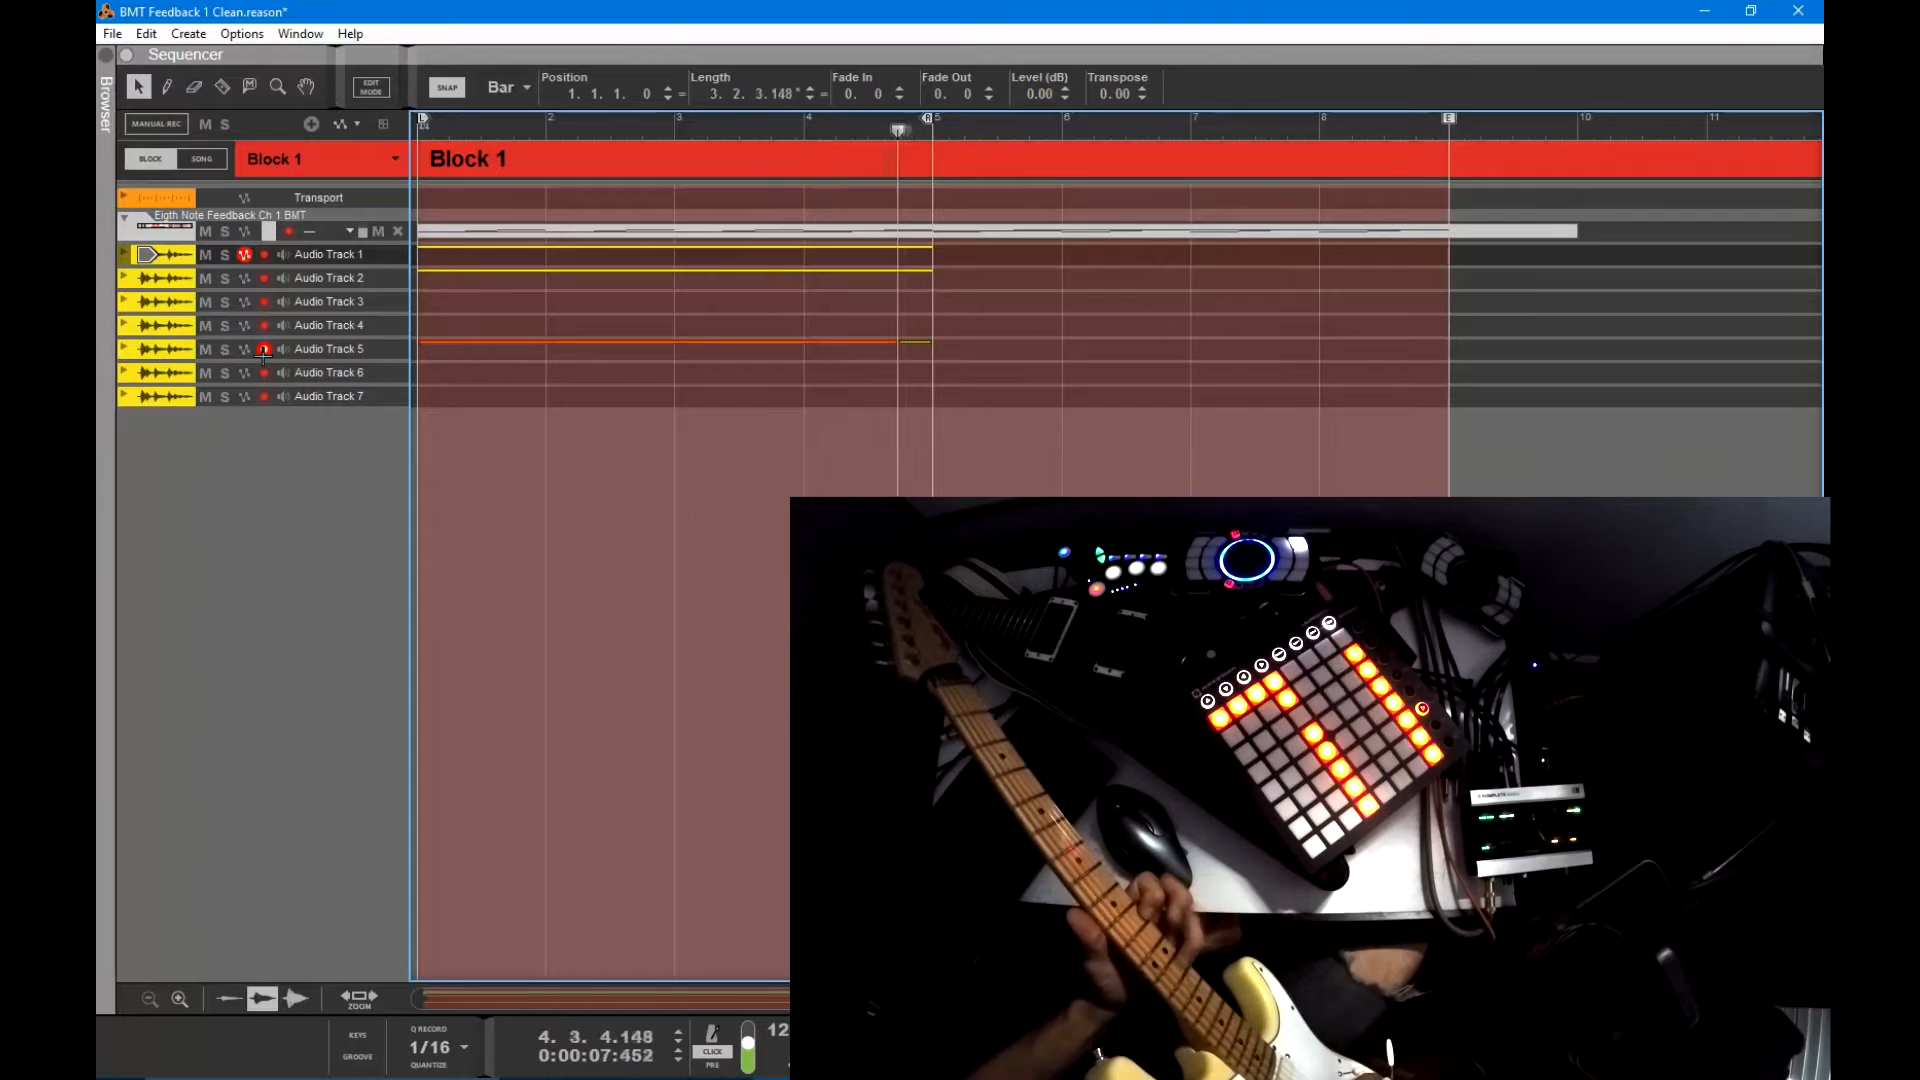 BMT Feedback 1 Clean.reason*
File Edit Create Options Window Help
Sequencer
Browser
EDIT MODE
SNAP
Bar
Position
1. 1. 1. 0
Length
3. 2. 3.148*
Fade In
0. 0
Fade Out
0. 0
Level (dB)
0.00
Transpose
0.00
MANUAL REC M S
L 2 3 4 R 5 6 7 8 E 10 11
4/4
BLOCK SONG Block 1
Block 1
Transport
Eigth Note Feedback Ch 1 BMT
M S M X
M S Audio Track 1
M S Audio Track 2
M S Audio Track 3
M S Audio Track 4
M S Audio Track 5
M S Audio Track 6
M S Audio Track 7
ZOOM
KEYS
GROOVE
Q RECORD
1/16
QUANTIZE
4. 3. 4.148
0:00:07:452
CLICK
PRE
12